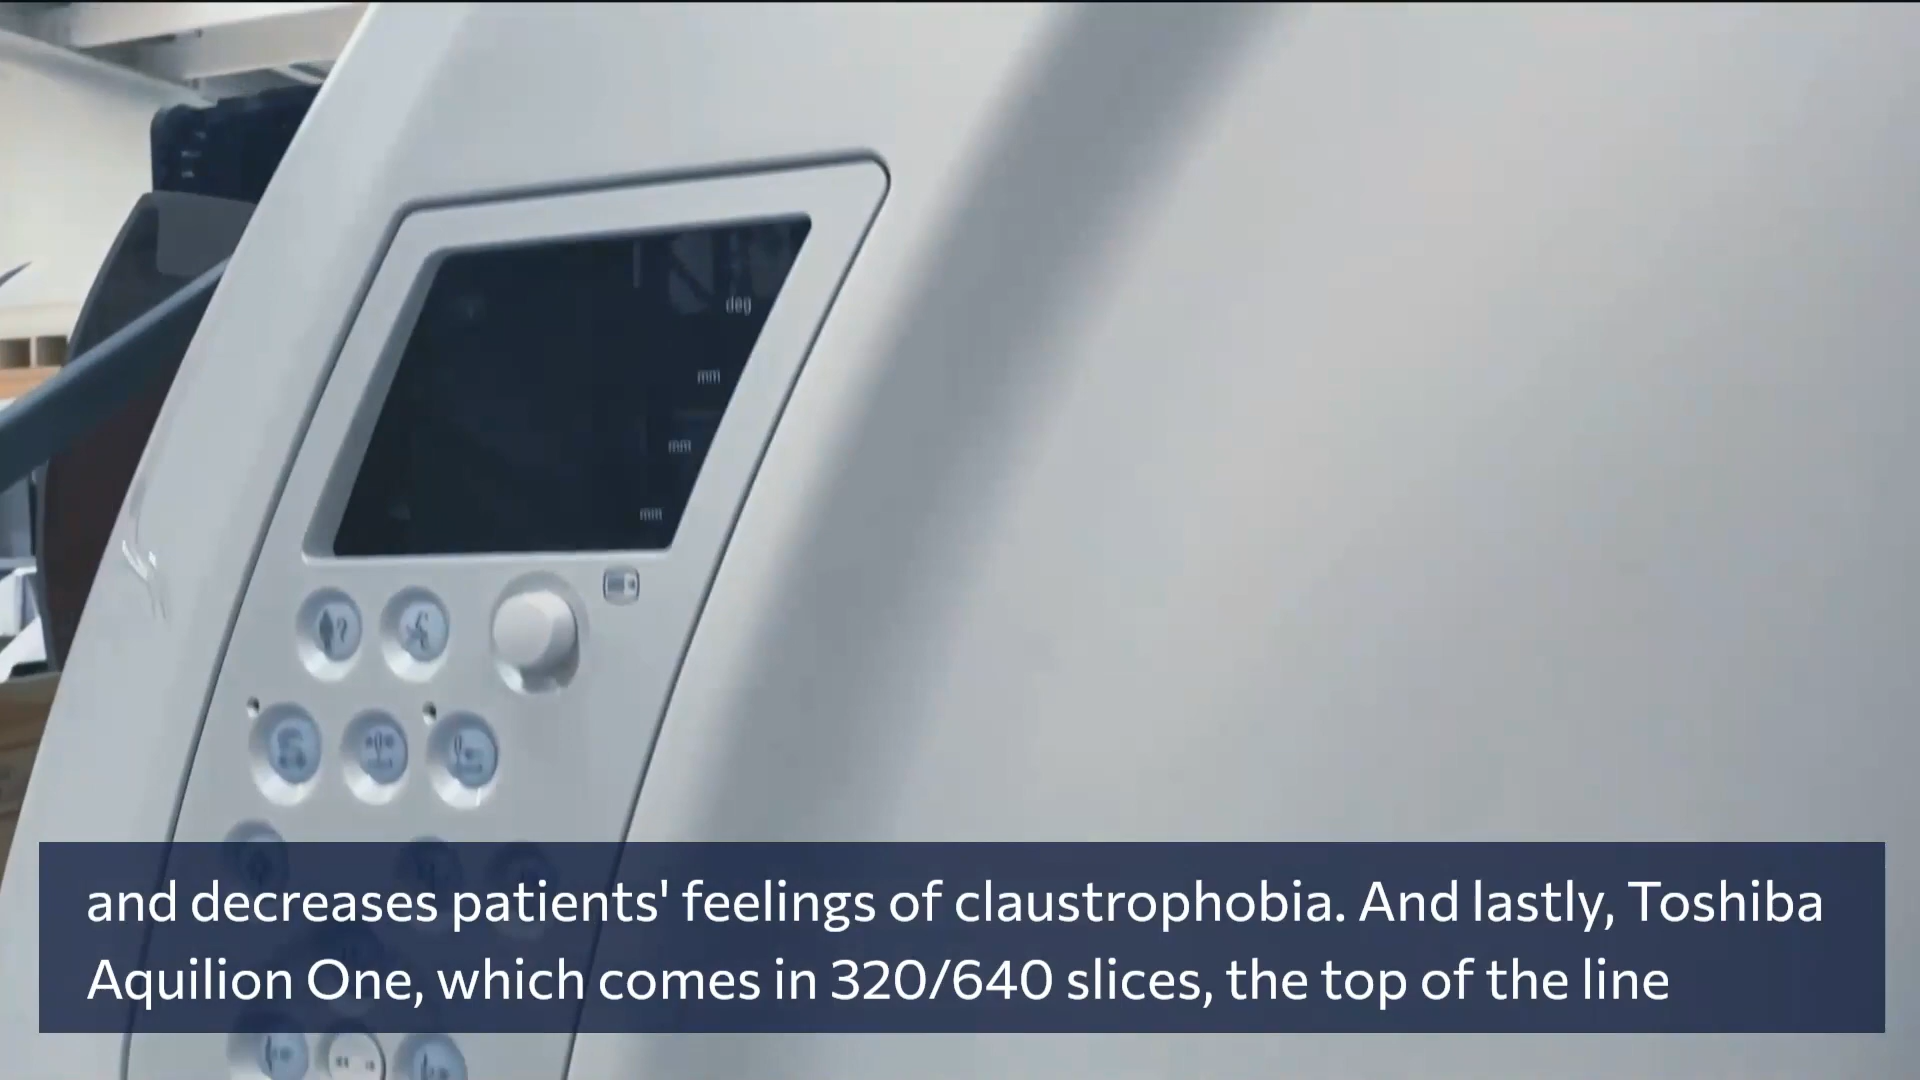 deg
mm
mm
mm
?
and decreases patients' feelings of claustrophobia. And lastly, Toshiba
Aquilion One, which comes in 320/640 slices, the top of the line